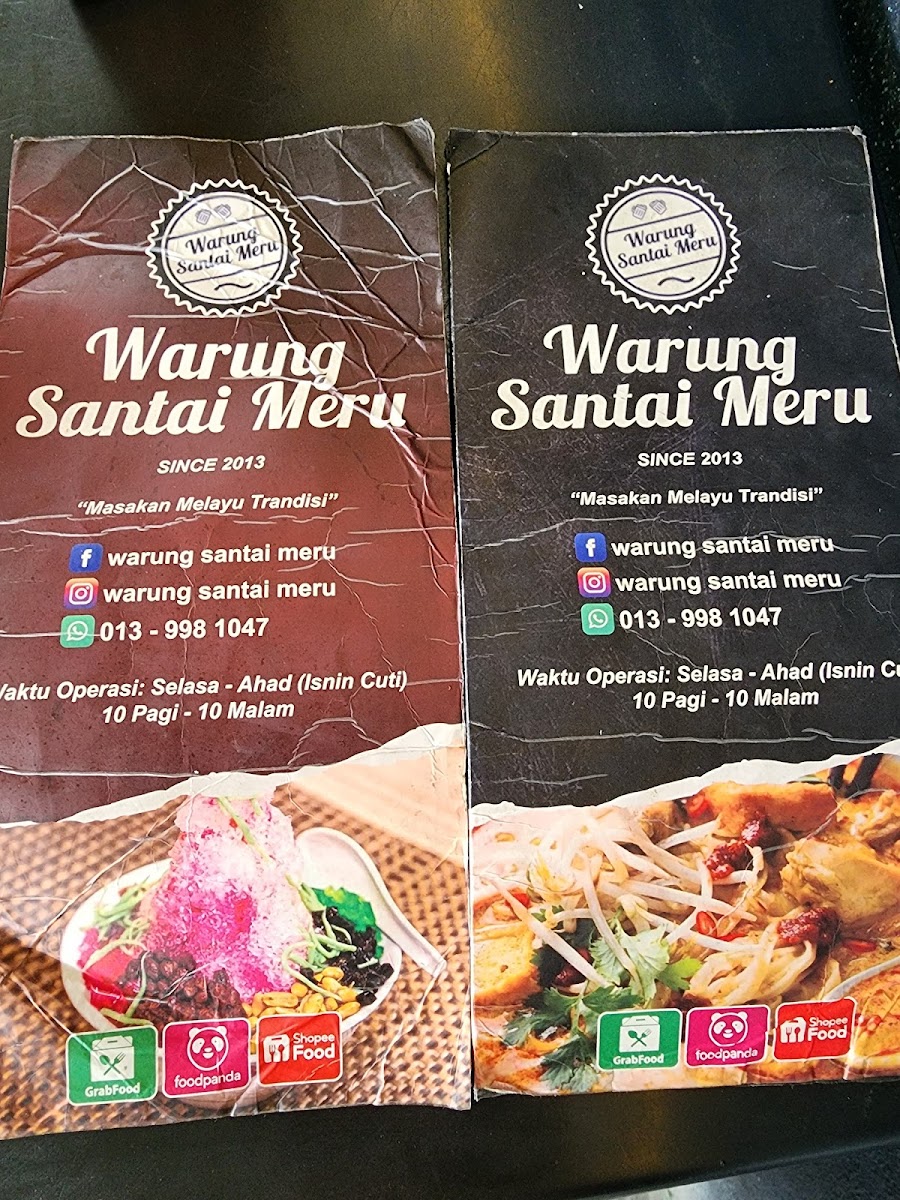 Warung
Santai Meru
Warung
Santai Meru
SINCE 2013
“Masakan Melayu Trandisi”
warung santai meru
warung santai meru
013 - 998 1047
Waktu Operasi: Selasa - Ahad (Isnin Cuti)
10 Pagi - 10 Malam
GrabFood
foodpanda
Shopee
Food
Warung
Santai Meru
Warung
Santai Meru
SINCE 2013
“Masakan Melayu Trandisi”
warung santai meru
warung santai meru
013 - 998 1047
Waktu Operasi: Selasa - Ahad (Isnin Cu
10 Pagi - 10 Malam
GrabFood
foodpanda
Shopee
Food